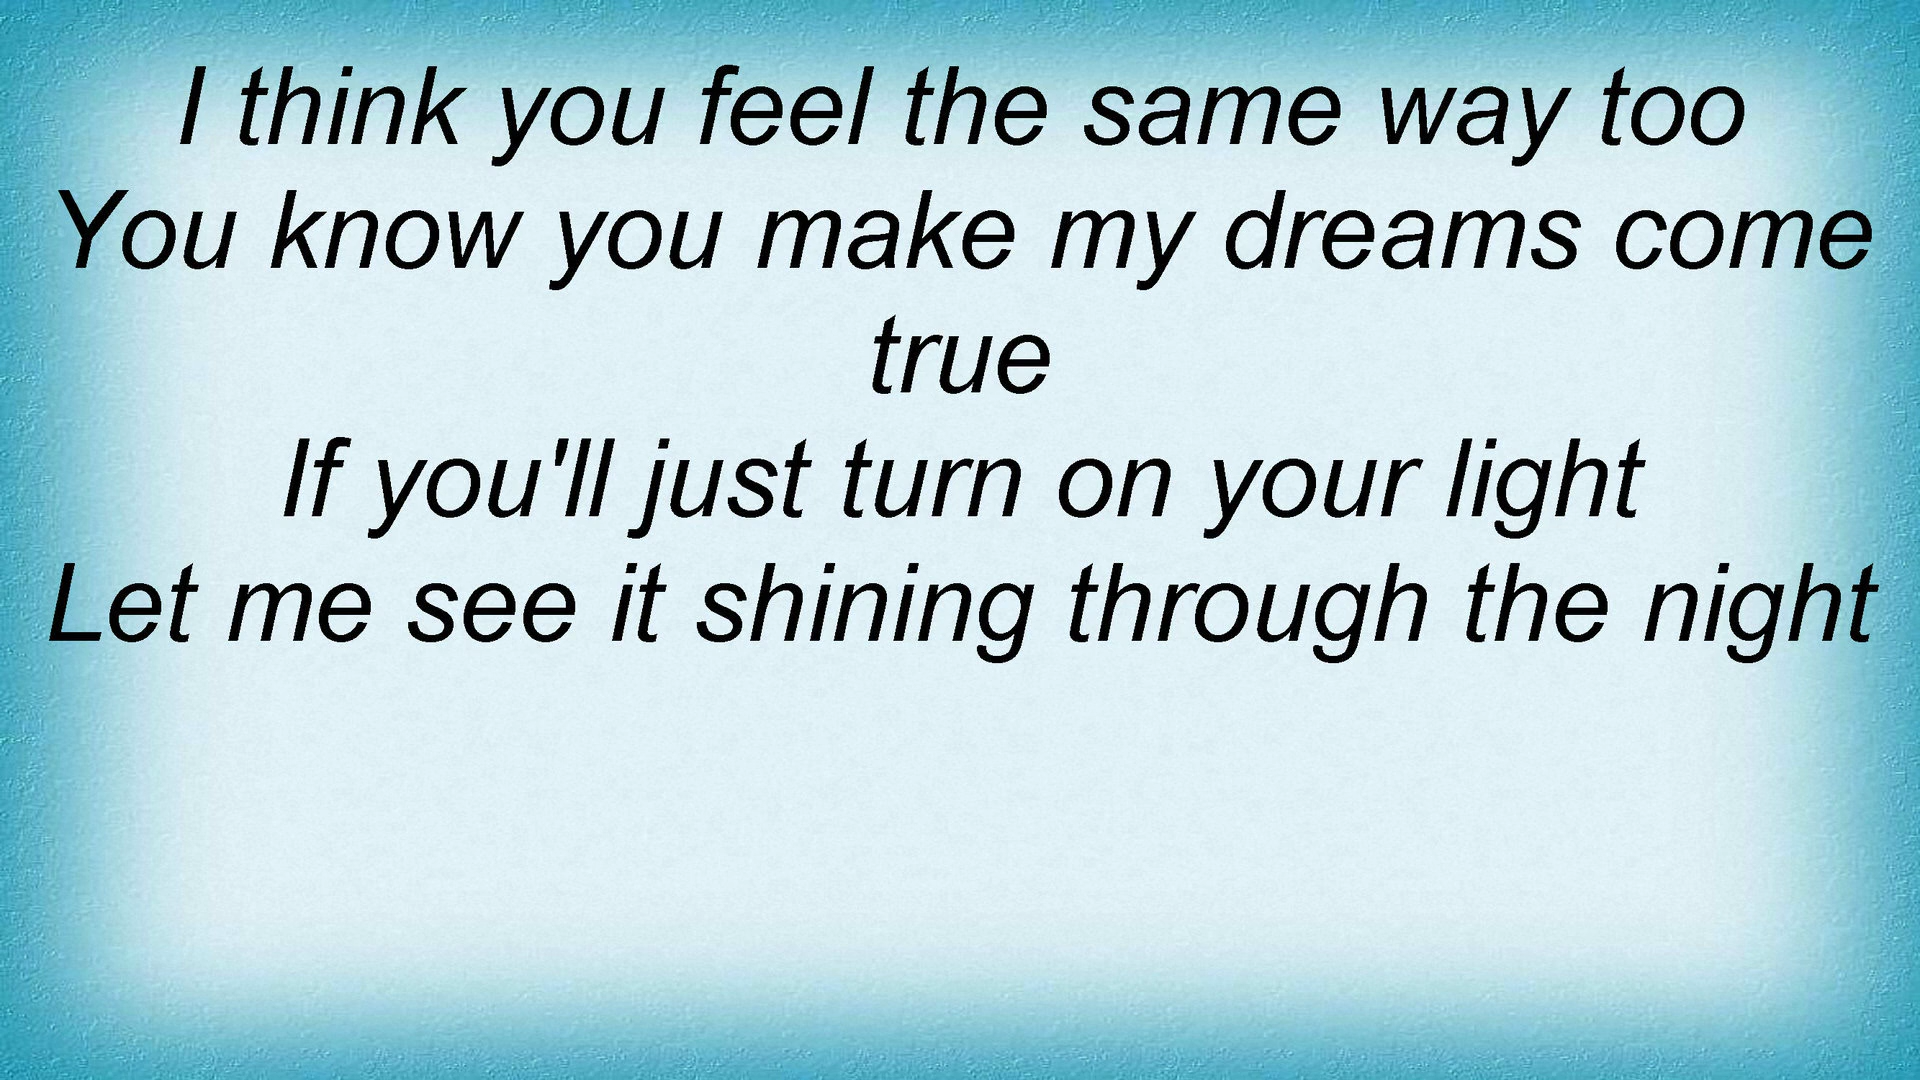 I think you feel the same way too
You know you make my dreams come
true
If you'll just turn on your light
Let me see it shining through the night